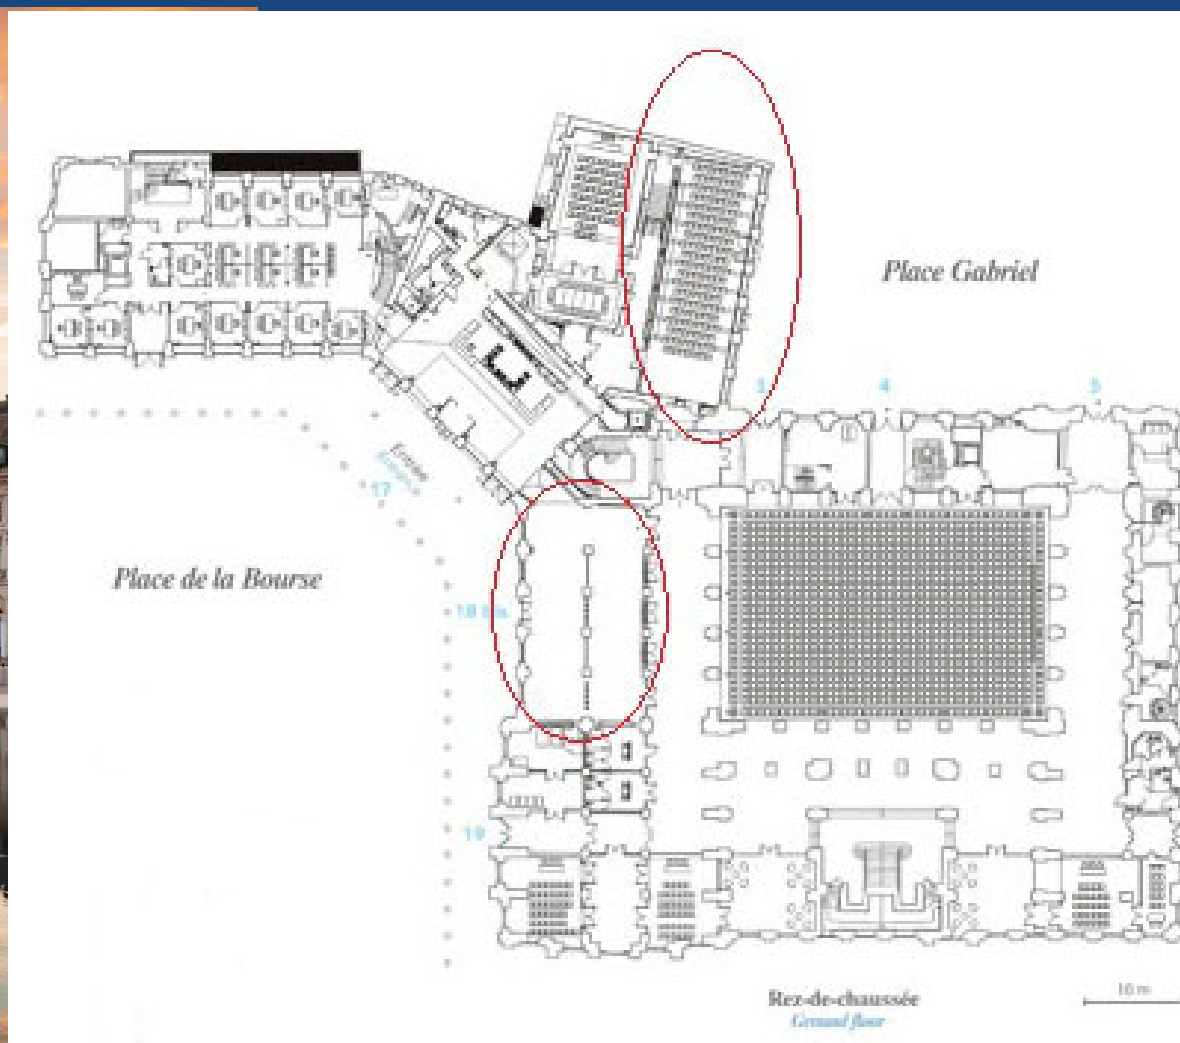 Place Gabriel
3
4
5
Entrée
17
Place de la Bourse
18 bis
19
Rez-de-chaussée
Ground floor
10 m